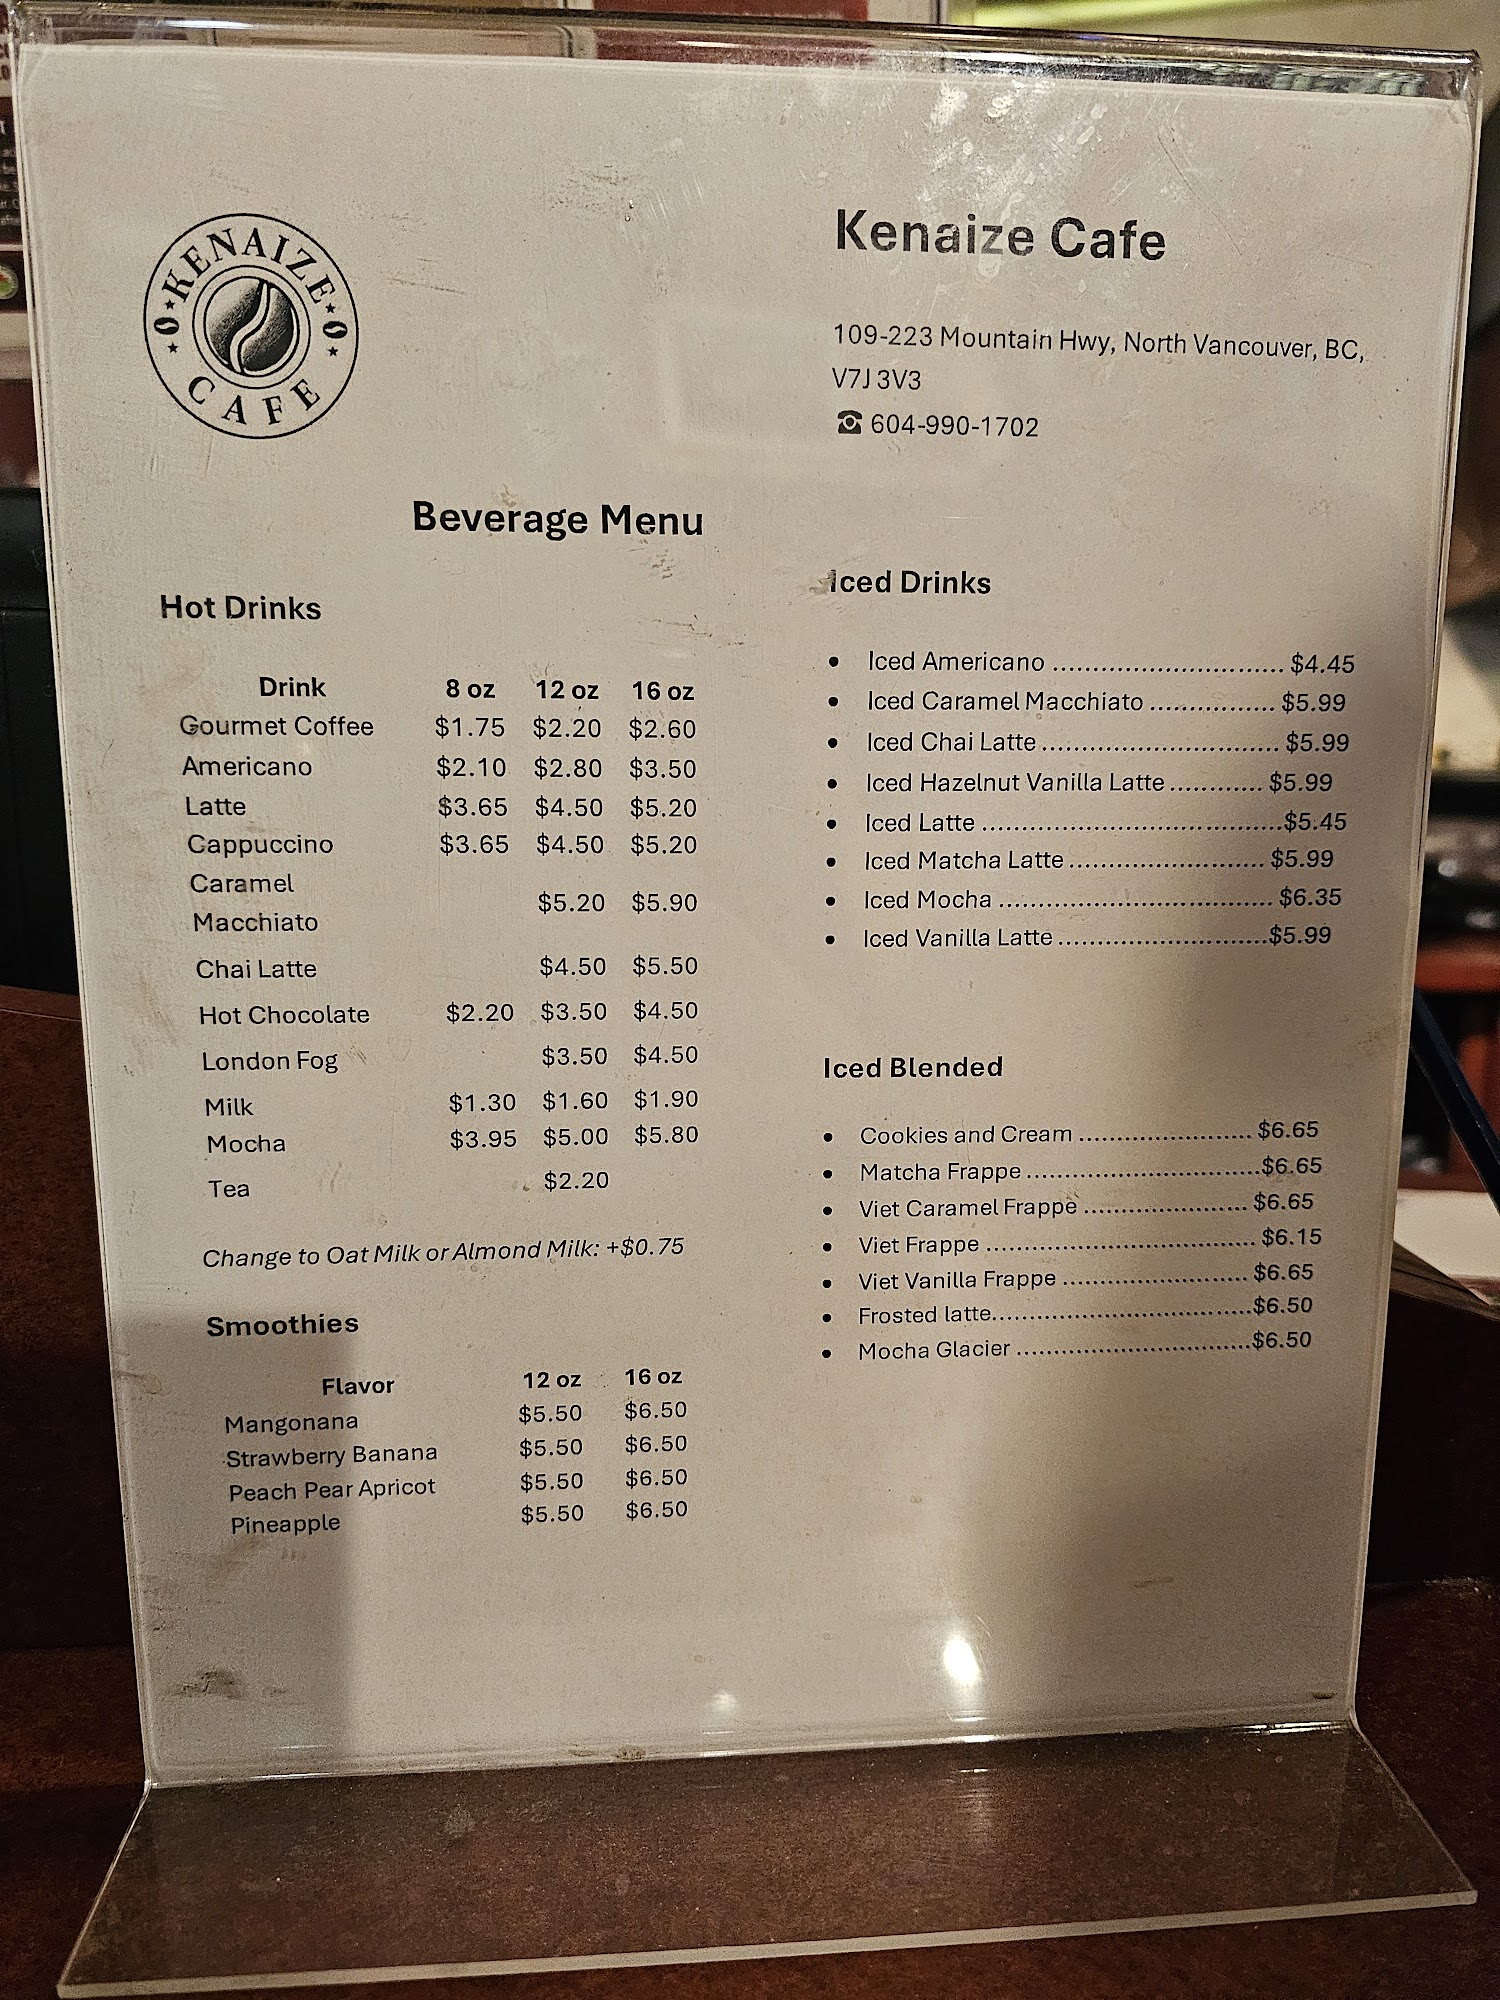 KENAIZE
CAFE
Kenaize Cafe
109-223 Mountain Hwy, North Vancouver, BC,
V7J 3V3
☎ 604-990-1702
Beverage Menu
Hot Drinks
Drink 8 oz 12 oz 16 oz
Gourmet Coffee $1.75 $2.20 $2.60
Americano $2.10 $2.80 $3.50
Latte $3.65 $4.50 $5.20
Cappuccino $3.65 $4.50 $5.20
Caramel
Macchiato $5.20 $5.90
Chai Latte $4.50 $5.50
Hot Chocolate $2.20 $3.50 $4.50
London Fog $3.50 $4.50
Milk $1.30 $1.60 $1.90
Mocha $3.95 $5.00 $5.80
Tea $2.20
Change to Oat Milk or Almond Milk: +$0.75
Smoothies
Flavor 12 oz 16 oz
Mangonana $5.50 $6.50
Strawberry Banana $5.50 $6.50
Peach Pear Apricot $5.50 $6.50
Pineapple $5.50 $6.50
Iced Drinks
• Iced Americano ................................ $4.45
• Iced Caramel Macchiato ................. $5.99
• Iced Chai Latte ................................. $5.99
• Iced Hazelnut Vanilla Latte ............ $5.99
• Iced Latte ..........................................$5.45
• Iced Matcha Latte ........................... $5.99
• Iced Mocha ...................................... $6.35
• Iced Vanilla Latte .............................$5.99
Iced Blended
• Cookies and Cream ......................... $6.65
• Matcha Frappe .................................$6.65
• Viet Caramel Frappe ....................... $6.65
• Viet Frappe ...................................... $6.15
• Viet Vanilla Frappe .......................... $6.65
• Frosted latte.....................................$6.50
• Mocha Glacier .................................$6.50